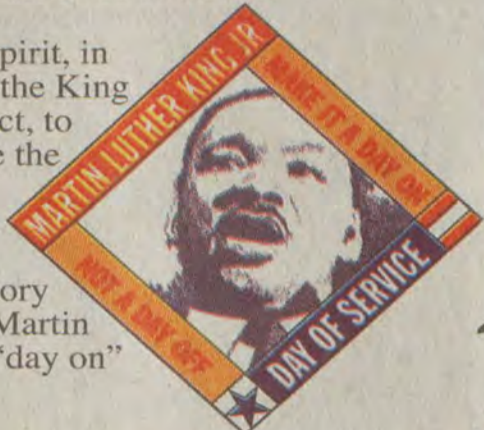 pirit, in
the King
ct, to
e the
ory
Martin
"day on"
MARTIN LUTHER KING JR
MAKE IT A DAY ON
NOT A DAY OFF
DAY OF SERVICE